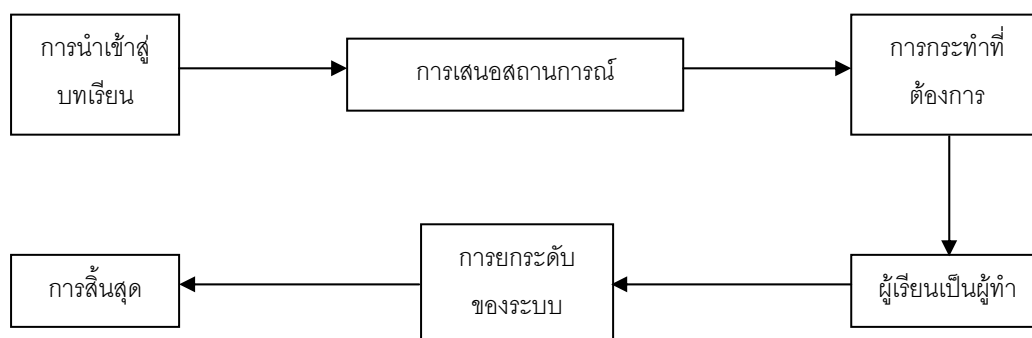 การนำเข้าสู่
บทเรียน
การเสนอสถานการณ์
การกระทำที่
ต้องการ
ผู้เรียนเป็นผู้ทำ
การยกระดับ
ของระบบ
การสิ้นสุด